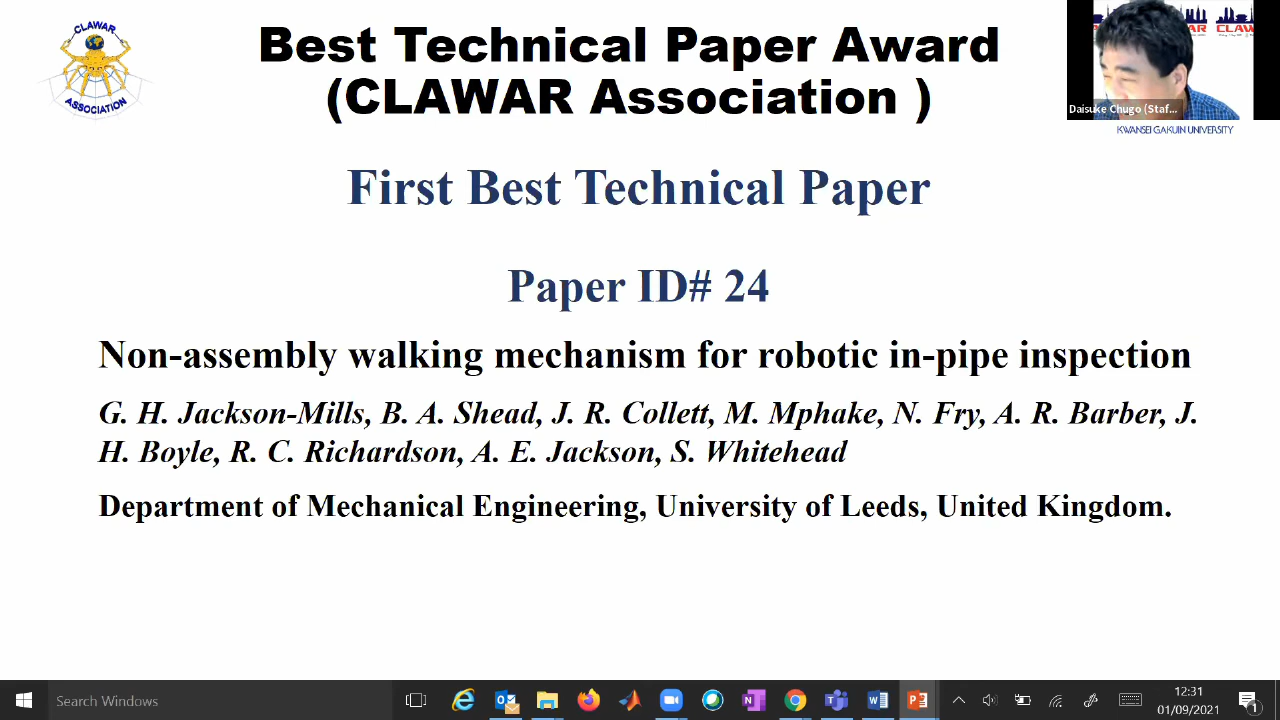 CLAWAR
ASSOCIATION
Best Technical Paper Award
(CLAWAR Association )
Daisuke Chugo (Staf...
KWANSEI GAKUIN UNIVERSITY
First Best Technical Paper
Paper ID# 24
Non-assembly walking mechanism for robotic in-pipe inspection
G. H. Jackson-Mills, B. A. Shead, J. R. Collett, M. Mphake, N. Fry, A. R. Barber, J.
H. Boyle, R. C. Richardson, A. E. Jackson, S. Whitehead
Department of Mechanical Engineering, University of Leeds, United Kingdom.
Search Windows
12:31
01/09/2021
1